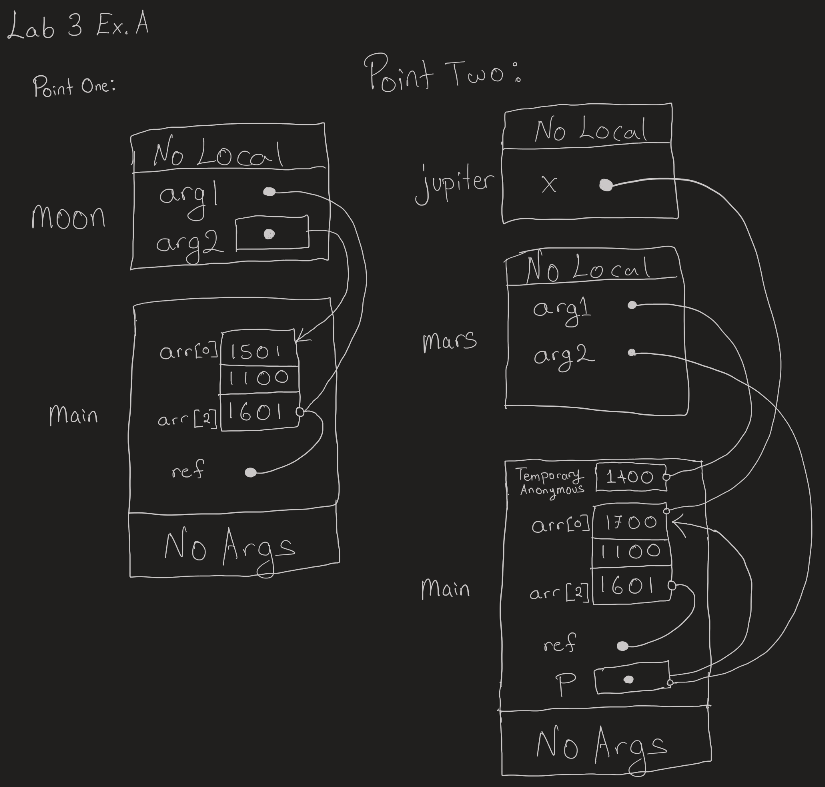 Lab 3 Ex. A
Point One:
No Local
moon
arg1
arg2
Main
arr[0] 1501
1100
arr[2] 1601
ref
No Args
Point Two:
No Local
jupiter
x
No Local
mars
arg1
arg2
Main
Temporary
Anonymous
1400
arr[0] 1700
1100
arr[2] 1601
ref
p
No Args